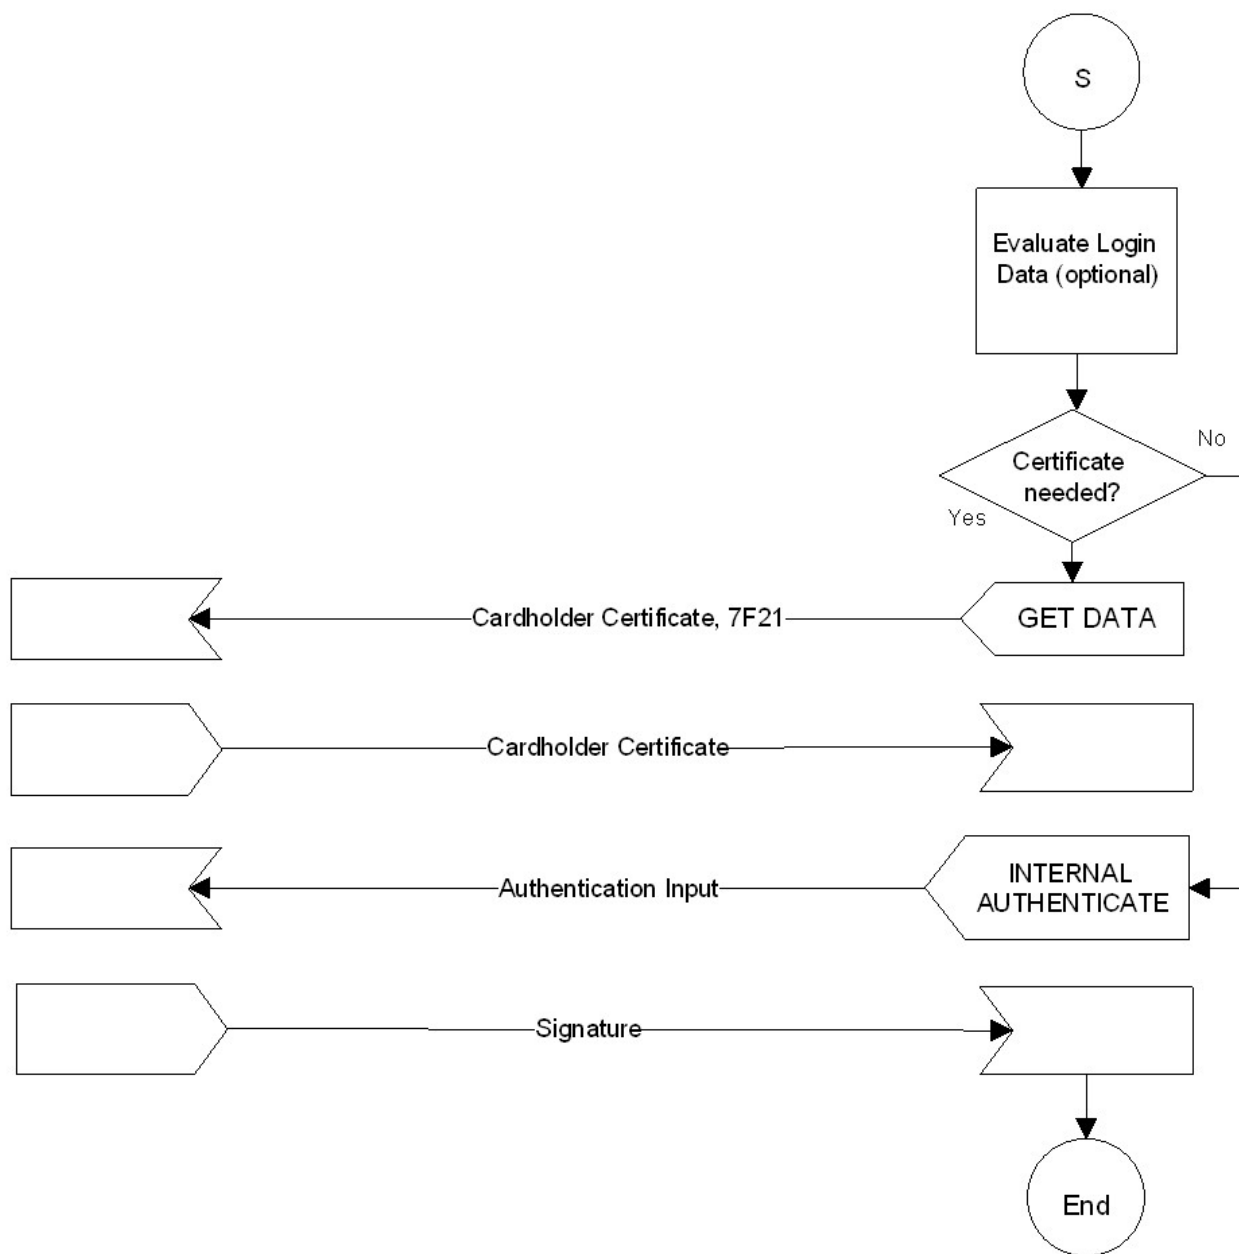 S
Evaluate Login
Data (optional)
Certificate
needed?
No
Yes
Cardholder Certificate, 7F21
GET DATA
Cardholder Certificate
Authentication Input
INTERNAL
AUTHENTICATE
Signature
End